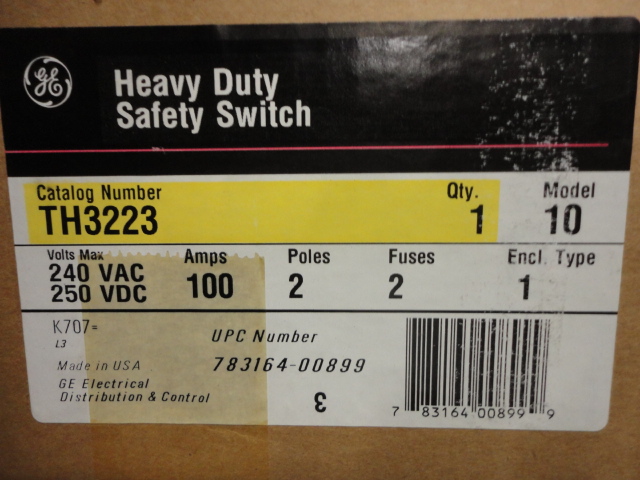 GE
Heavy Duty
Safety Switch
Catalog Number Qty. Model
TH3223 1 10
Volts Max Amps Poles Fuses Encl. Type
240 VAC
250 VDC 100 2 2 1
K707=
L3
UPC Number
Made in USA 783164-00899
GE Electrical
Distribution & Control
3
7 83164 00899 9